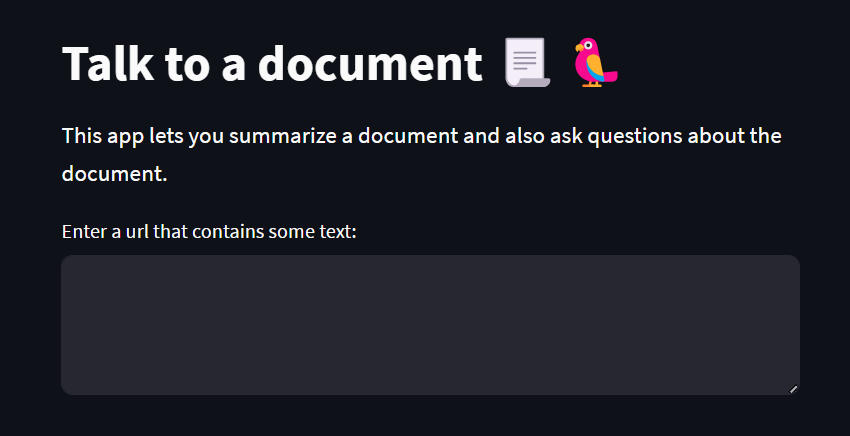 Talk to a document 📃 🦜
This app lets you summarize a document and also ask questions about the
document.
Enter a url that contains some text: